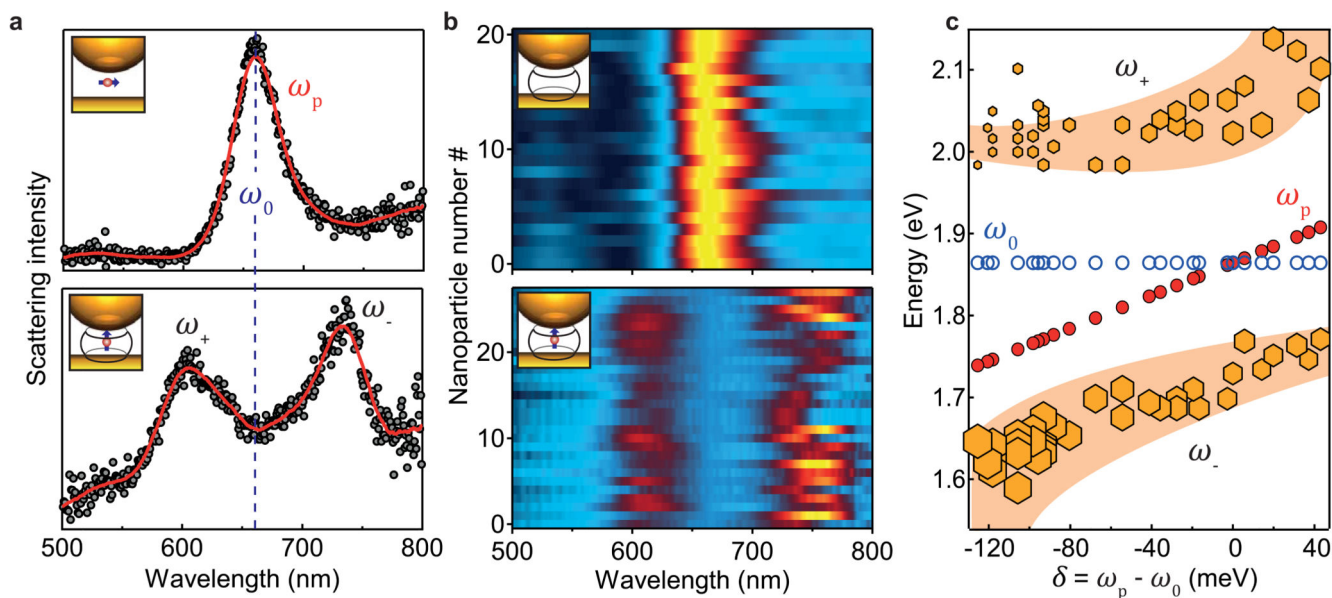 a
ωp
ω0
ω+
ω-
Scattering intensity
500 600 700 800
Wavelength (nm)
b
20
10
0
20
10
0
Nanoparticle number #
500 600 700 800
Wavelength (nm)
c
2.1
2.0
1.9
1.8
1.7
1.6
Energy (eV)
ω+
ωp
ω0
ω-
-120 -80 -40 0 40
δ = ωp - ω0 (meV)